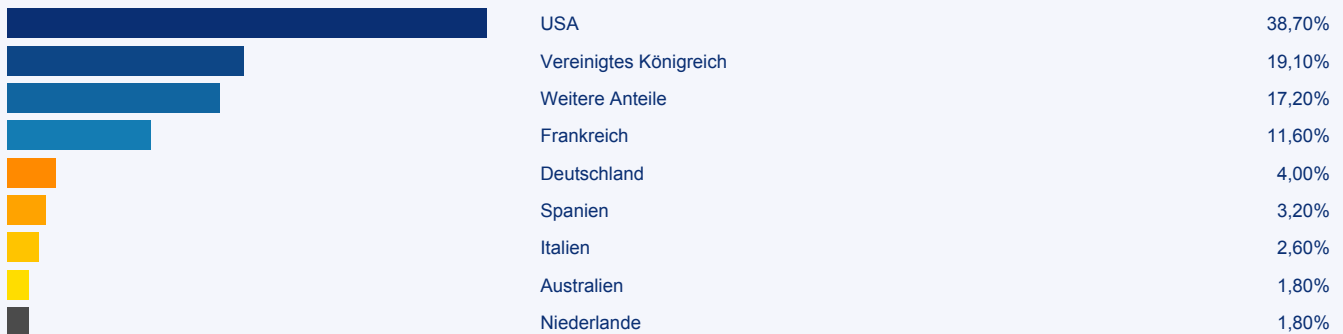 USA 38,70%
Vereinigtes Königreich 19,10%
Weitere Anteile 17,20%
Frankreich 11,60%
Deutschland 4,00%
Spanien 3,20%
Italien 2,60%
Australien 1,80%
Niederlande 1,80%